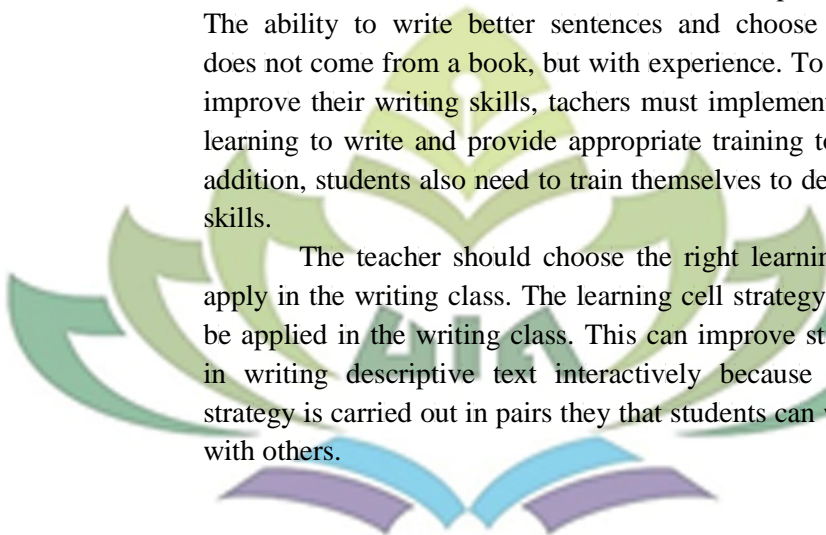 The ability to write better sentences and choose
does not come from a book, but with experience. To
improve their writing skills, tachers must implement
learning to write and provide appropriate training
addition, students also need to train themselves to
skills.
The teacher should choose the right
apply in the writing class. The learning cell strategy
be applied in the writing class. This can improve
in writing descriptive text interactively because
strategy is carried out in pairs they that students can
with others.